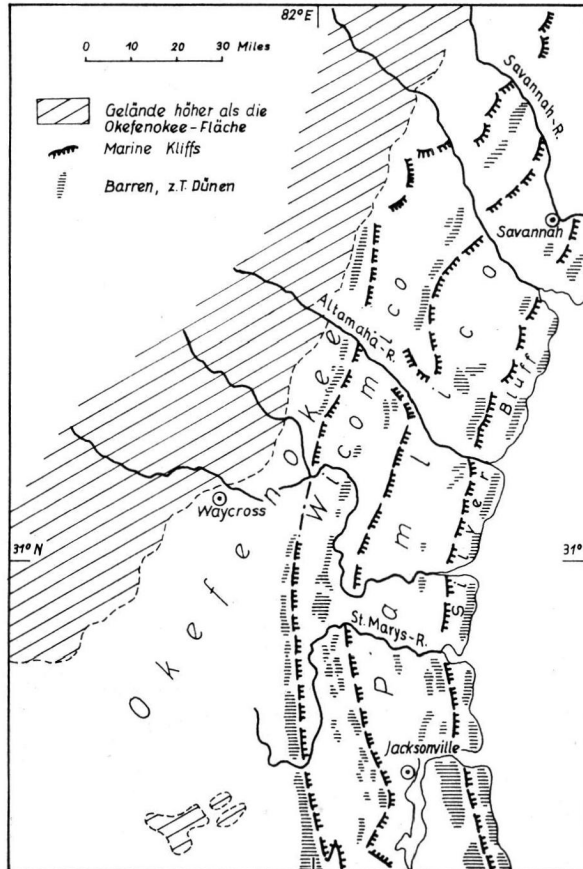 82°E
0 10 20 30 Miles
Gelände höher als die
Okefenokee-Fläche
Marine Kliffs
Barren, z.T. Dünen
Savannah-R.
Savannah
Altamaha-R.
Okefenokee
Wicomico
Pamlico
Silver Bluff
Waycross
31° N
31°
St. Marys-R.
Jacksonville